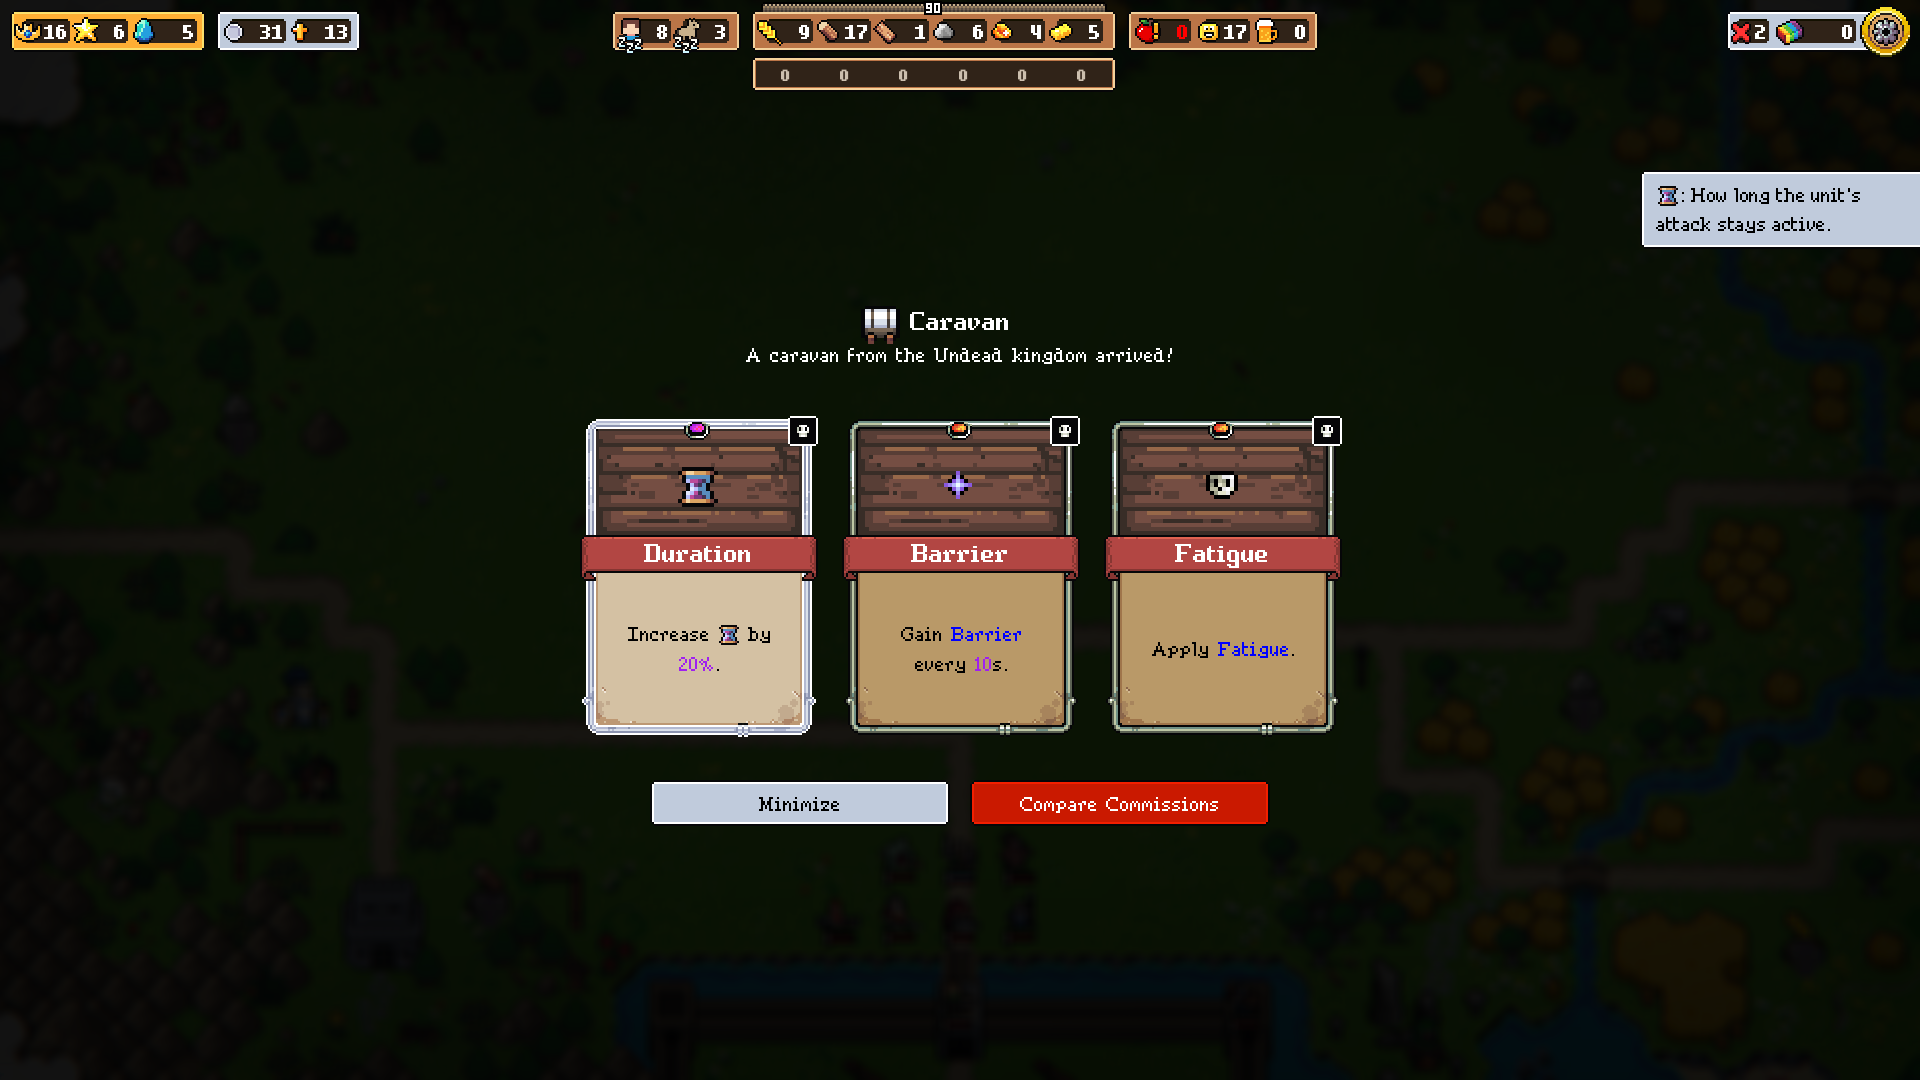 16 6 5 31 13 8 3 90 9 17 1 6 4 5 0 17 0 2 0
0 0 0 0 0 0
: How long the unit's
attack stays active.
Caravan
A caravan from the Undead kingdom arrived!
Duration
Increase by
20%.
Barrier
Gain Barrier
every 10s.
Fatigue
Apply Fatigue.
Minimize
Compare Commissions